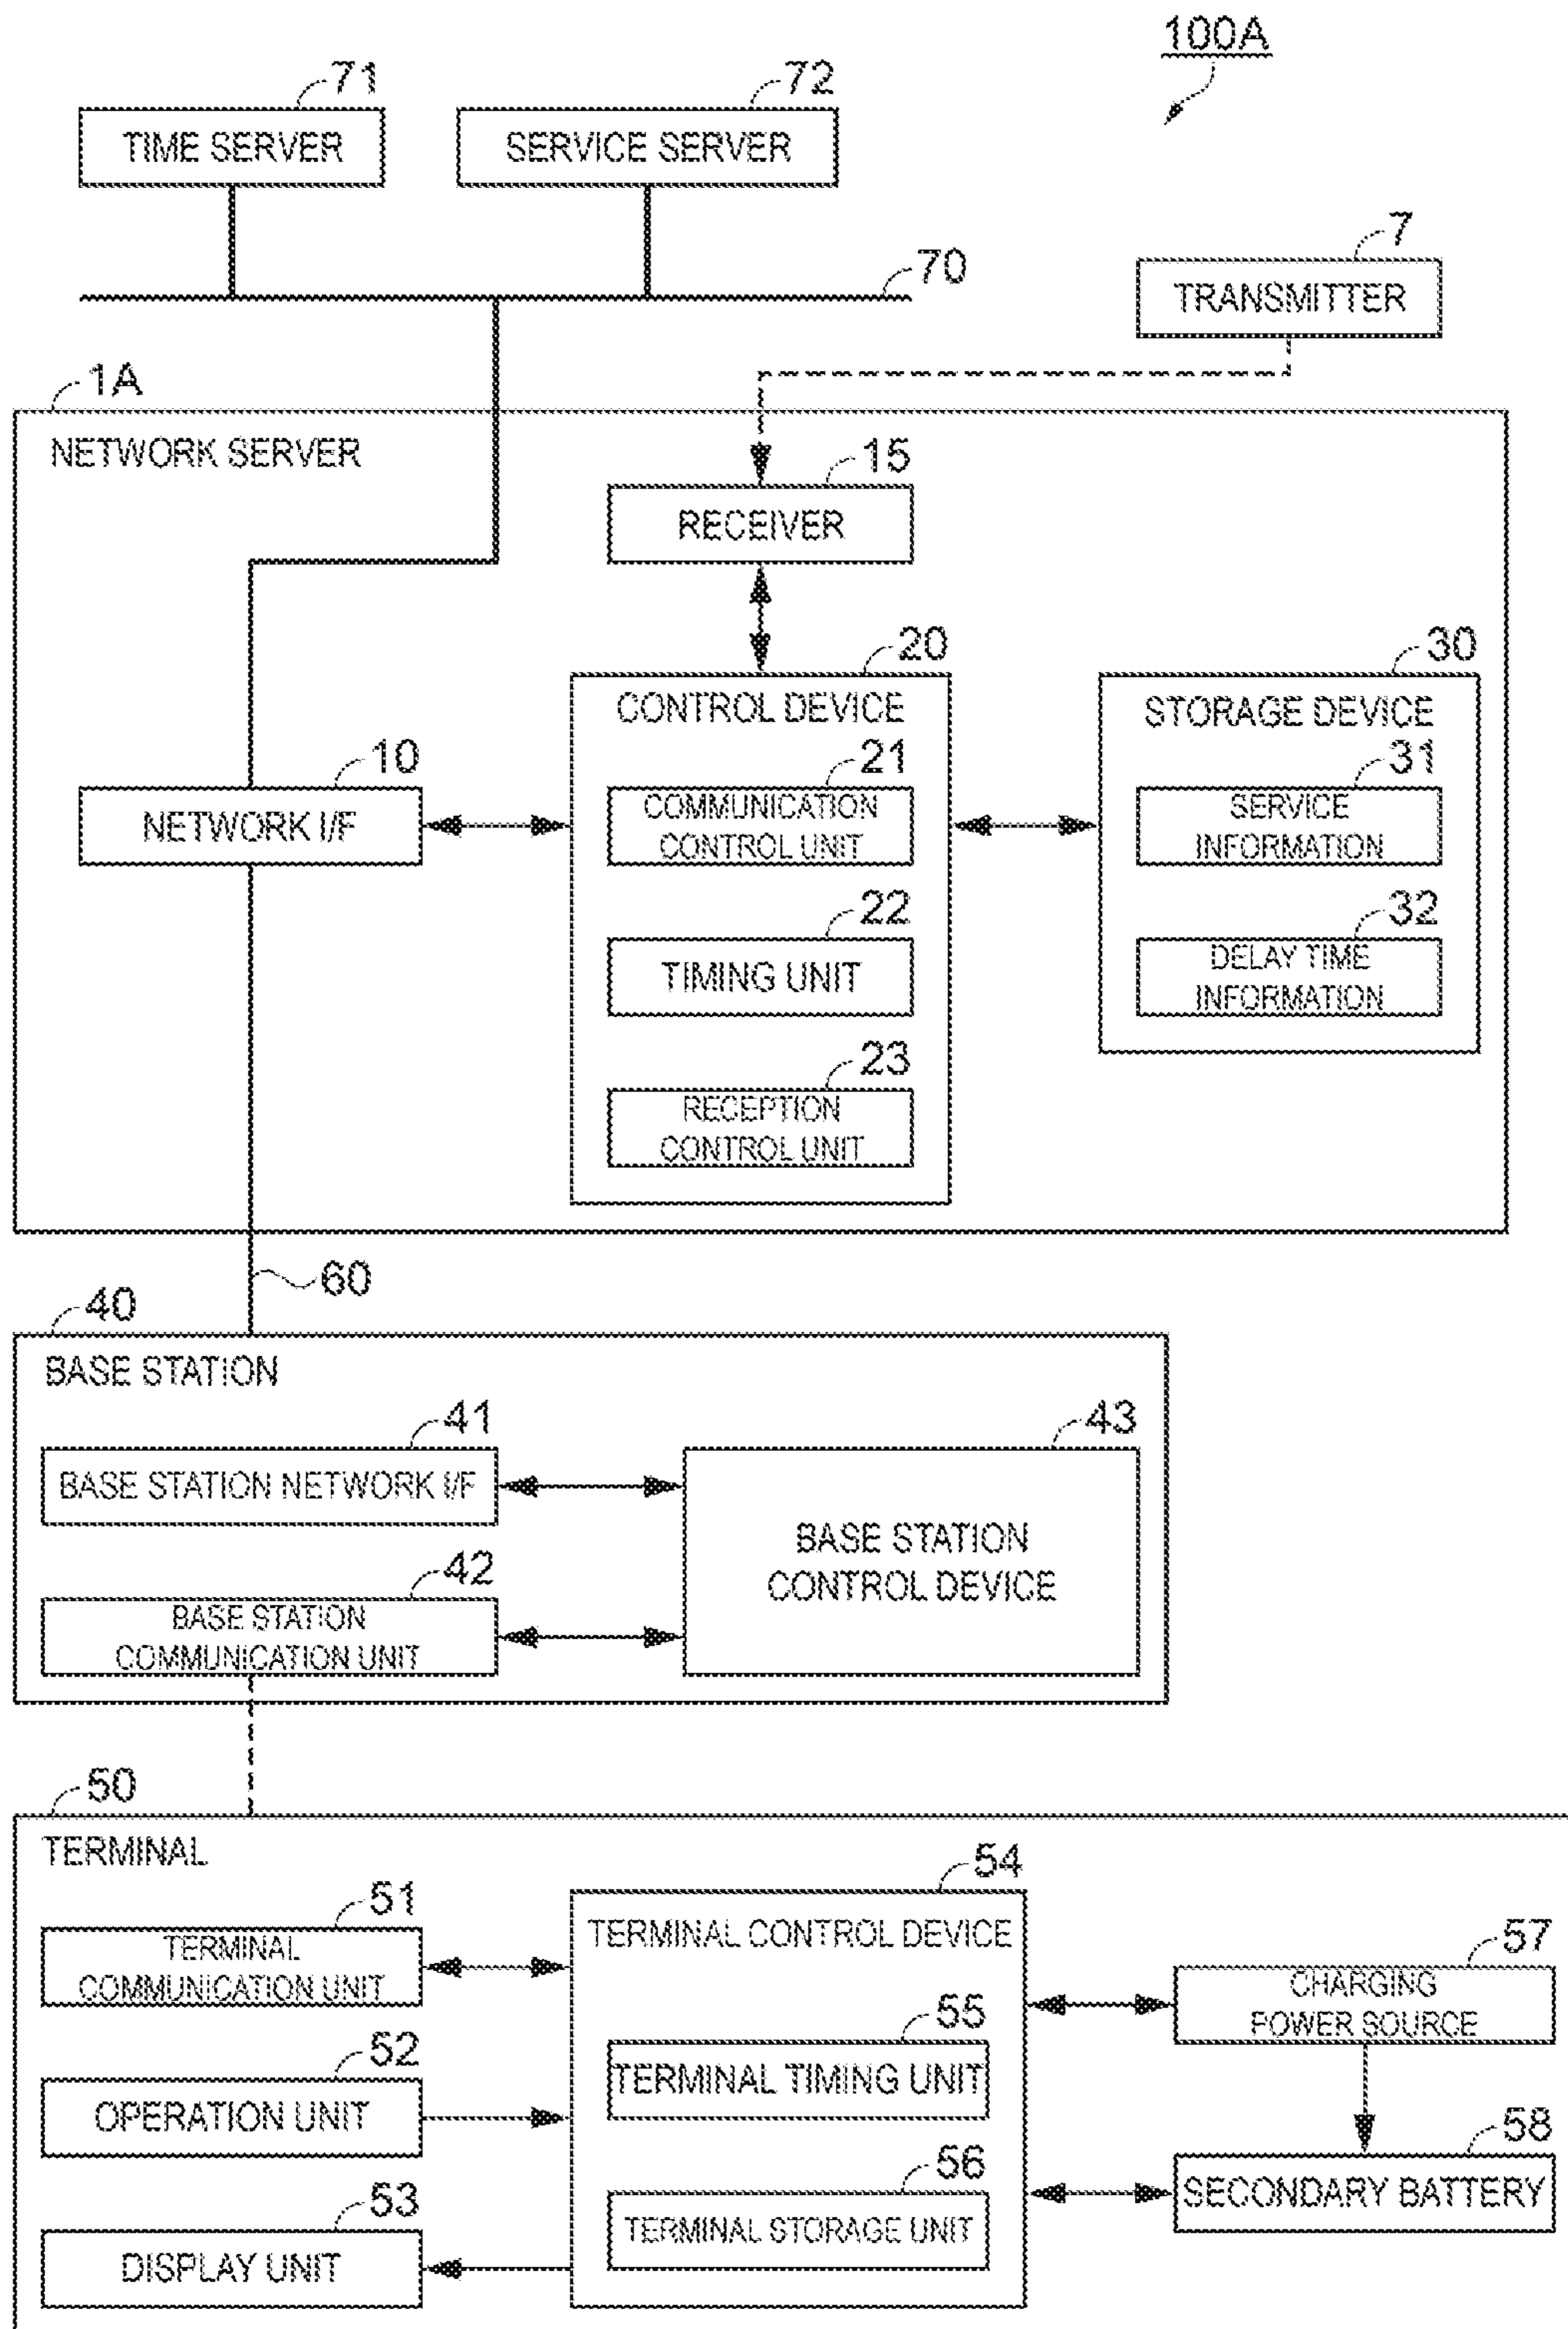 100A
71
72
TIME SERVER
SERVICE SERVER
7
70
TRANSMITTER
1A
NETWORK SERVER
15
RECEIVER
20
30
CONTROL DEVICE
STORAGE DEVICE
10
21
31
NETWORK I/F
COMMUNICATION
CONTROL UNIT
SERVICE
INFORMATION
22
32
TIMING UNIT
DELAY TIME
INFORMATION
23
RECEPTION
CONTROL UNIT
60
40
BASE STATION
41
43
BASE STATION NETWORK I/F
BASE STATION
CONTROL DEVICE
42
BASE STATION
COMMUNICATION UNIT
50
TERMINAL
51
54
TERMINAL
COMMUNICATION UNIT
TERMINAL CONTROL DEVICE
57
CHARGING
POWER SOURCE
52
55
OPERATION UNIT
TERMINAL TIMING UNIT
58
SECONDARY BATTERY
53
56
DISPLAY UNIT
TERMINAL STORAGE UNIT